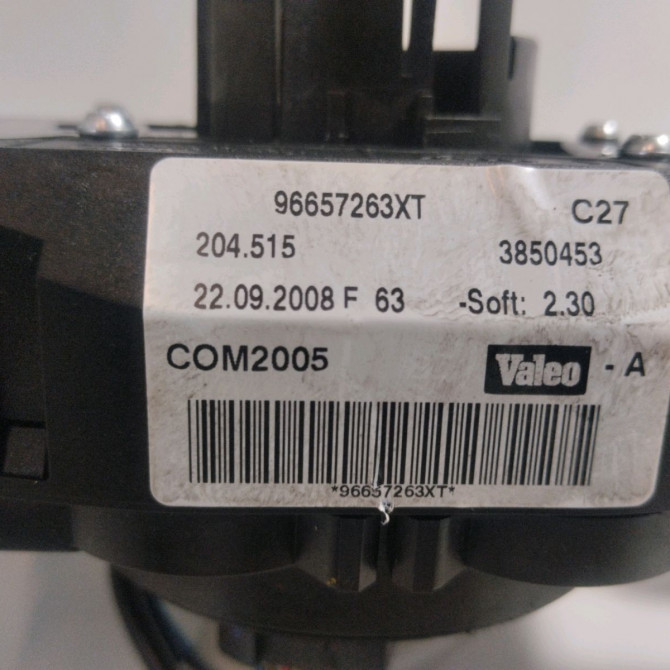 96657263XT C27
204.515 3850453
22.09.2008 F 63 -Soft: 2.30
COM2005 Valeo - A
*96657263XT*